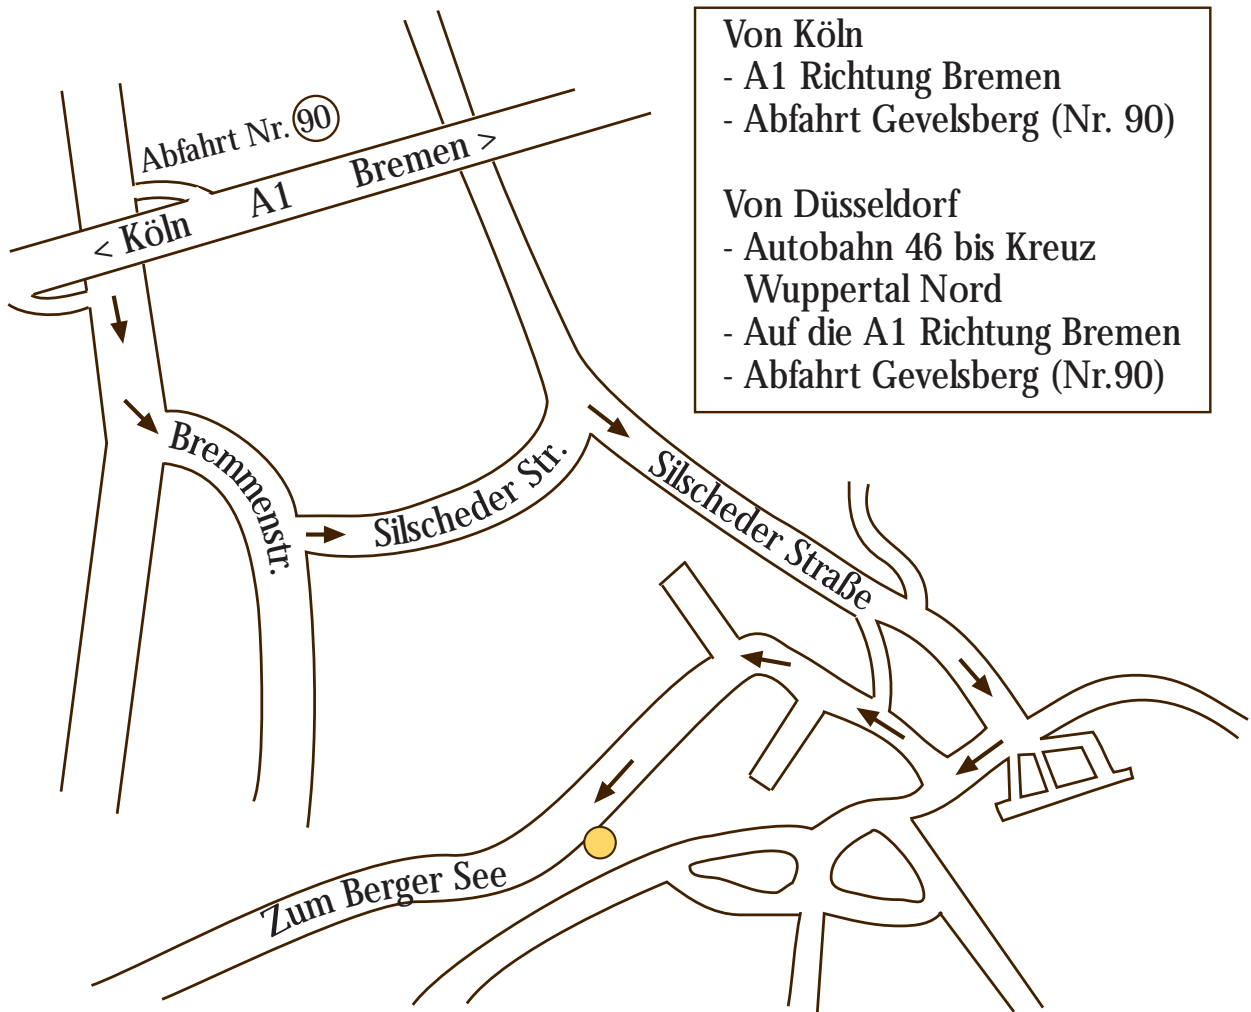 Von Köln
- A1 Richtung Bremen
- Abfahrt Gevelsberg (Nr. 90)
Von Düsseldorf
- Autobahn 46 bis Kreuz
Wuppertal Nord
- Auf die A1 Richtung Bremen
- Abfahrt Gevelsberg (Nr.90)
Abfahrt Nr. 90
< Köln A1 Bremen >
Bremmenstr.
Silscheder Str.
Silscheder Straße
Zum Berger See